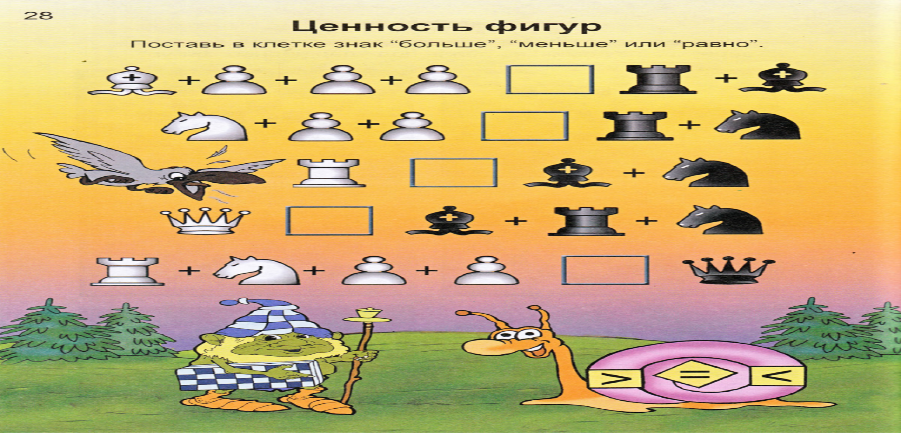 28
Ценность фигур
Поставь в клетке знак “больше”, “меньше” или “равно”.
+ + + +
+ + +
+
+ +
+ + +
> = <